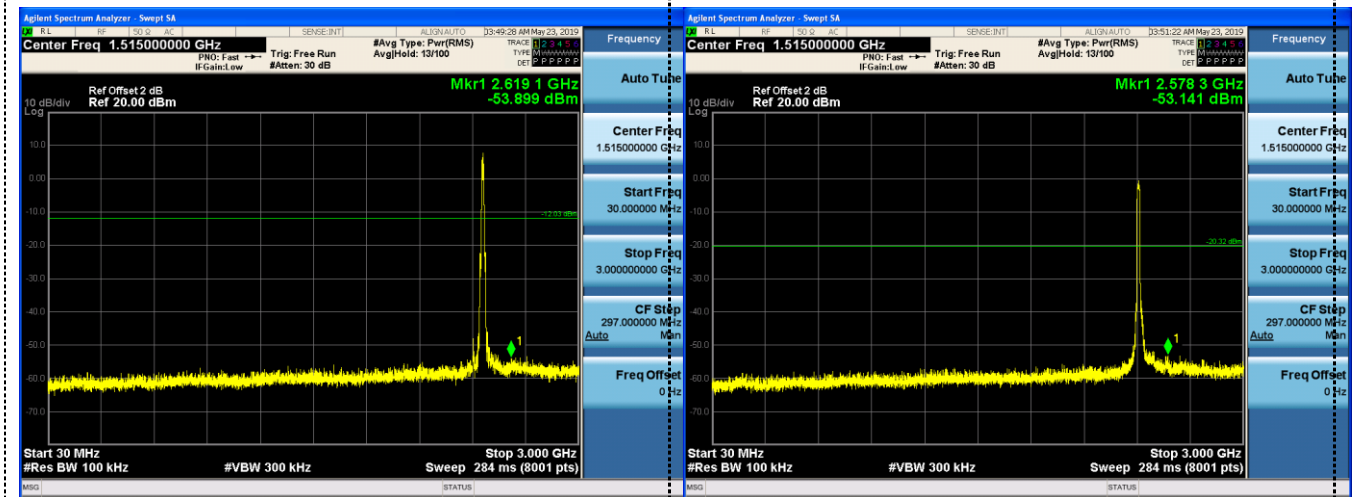 Agilent Spectrum Analyzer - Swept SA
RL RF 50 Ω AC SENSE:INT ALIGNAUTO 03:49:28 AM May 23, 2019
Center Freq 1.515000000 GHz
PNO: Fast
IFGain:Low
Trig: Free Run
#Atten: 30 dB
#Avg Type: Pwr(RMS)
Avg|Hold: 13/100
TRACE 1 2 3 4 5 6
TYPE M
DET P P P P P P
Ref Offset 2 dB
Ref 20.00 dBm
10 dB/div
Log
Mkr1 2.619 1 GHz
-53.899 dBm
10.0
0.00
-10.0
-12.03 dBm
-20.0
-30.0
-40.0
-50.0
1
-60.0
-70.0
Start 30 MHz
Stop 3.000 GHz
#Res BW 100 kHz
#VBW 300 kHz
Sweep 284 ms (8001 pts)
MSG
STATUS
Frequency
Auto Tune
Center Freq
1.515000000 GHz
Start Freq
30.000000 MHz
Stop Freq
3.000000000 GHz
CF Step
297.000000 MHz
Auto Man
Freq Offset
0 Hz
Agilent Spectrum Analyzer - Swept SA
RL RF 50 Ω AC SENSE:INT ALIGNAUTO 03:51:22 AM May 23, 2019
Center Freq 1.515000000 GHz
PNO: Fast
IFGain:Low
Trig: Free Run
#Atten: 30 dB
#Avg Type: Pwr(RMS)
Avg|Hold: 13/100
TRACE 1 2 3 4 5 6
TYPE M
DET P P P P P P
Ref Offset 2 dB
Ref 20.00 dBm
10 dB/div
Log
Mkr1 2.578 3 GHz
-53.141 dBm
10.0
0.00
-10.0
-20.0
-20.32 dBm
-30.0
-40.0
-50.0
1
-60.0
-70.0
Start 30 MHz
Stop 3.000 GHz
#Res BW 100 kHz
#VBW 300 kHz
Sweep 284 ms (8001 pts)
MSG
STATUS
Frequency
Auto Tune
Center Freq
1.515000000 GHz
Start Freq
30.000000 MHz
Stop Freq
3.000000000 GHz
CF Step
297.000000 MHz
Auto Man
Freq Offset
0 Hz